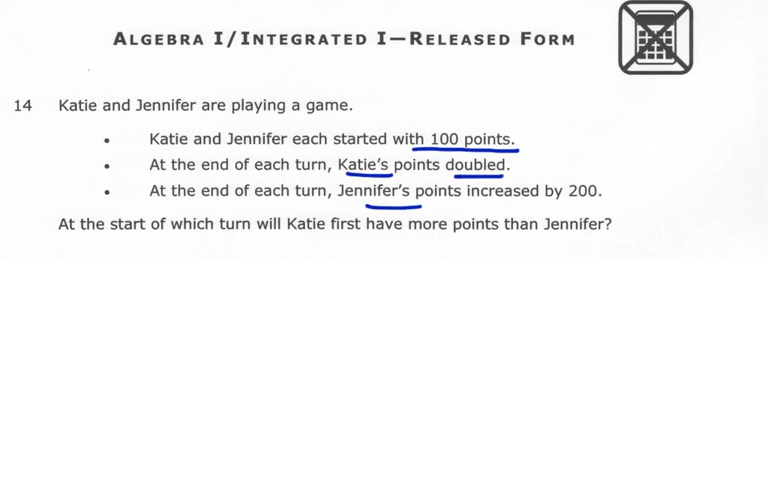 ALGEBRA I/INTEGRATED I—RELEASED FORM
14 Katie and Jennifer are playing a game.
• Katie and Jennifer each started with 100 points.
• At the end of each turn, Katie's points doubled.
• At the end of each turn, Jennifer's points increased by 200.
At the start of which turn will Katie first have more points than Jennifer?